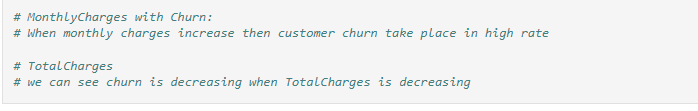 # MonthlyCharges with Churn:
# When monthly charges increase then customer churn take place in high rate
# TotalCharges
# we can see churn is decreasing when TotalCharges is decreasing